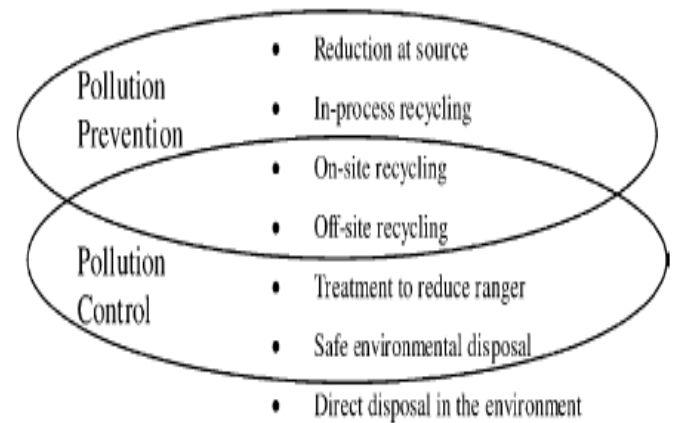 Pollution
Prevention
• Reduction at source
• In-process recycling
• On-site recycling
• Off-site recycling
Pollution
Control
• Treatment to reduce ranger
• Safe environmental disposal
• Direct disposal in the environment